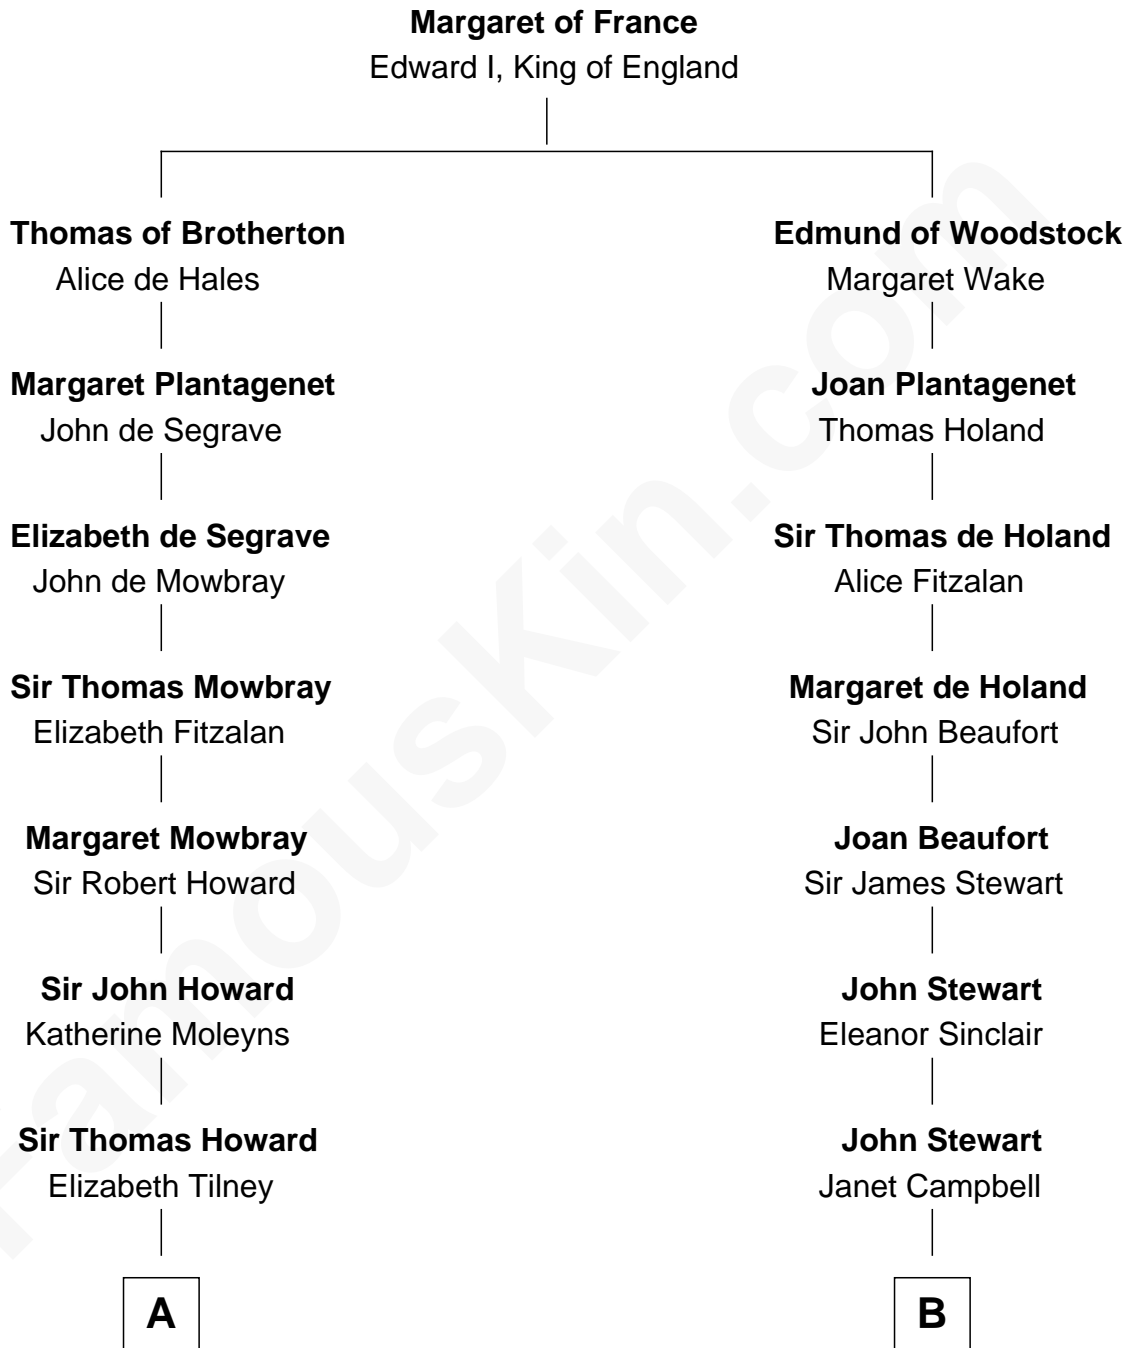 Margaret of France
Edward I, King of England
Thomas of Brotherton
Alice de Hales
Edmund of Woodstock
Margaret Wake
Margaret Plantagenet
John de Segrave
Joan Plantagenet
Thomas Holand
Elizabeth de Segrave
John de Mowbray
Sir Thomas de Holand
Alice Fitzalan
Sir Thomas Mowbray
Elizabeth Fitzalan
Margaret de Holand
Sir John Beaufort
Margaret Mowbray
Sir Robert Howard
Joan Beaufort
Sir James Stewart
Sir John Howard
Katherine Moleyns
John Stewart
Eleanor Sinclair
Sir Thomas Howard
Elizabeth Tilney
John Stewart
Janet Campbell
A
B
FamousKin.com